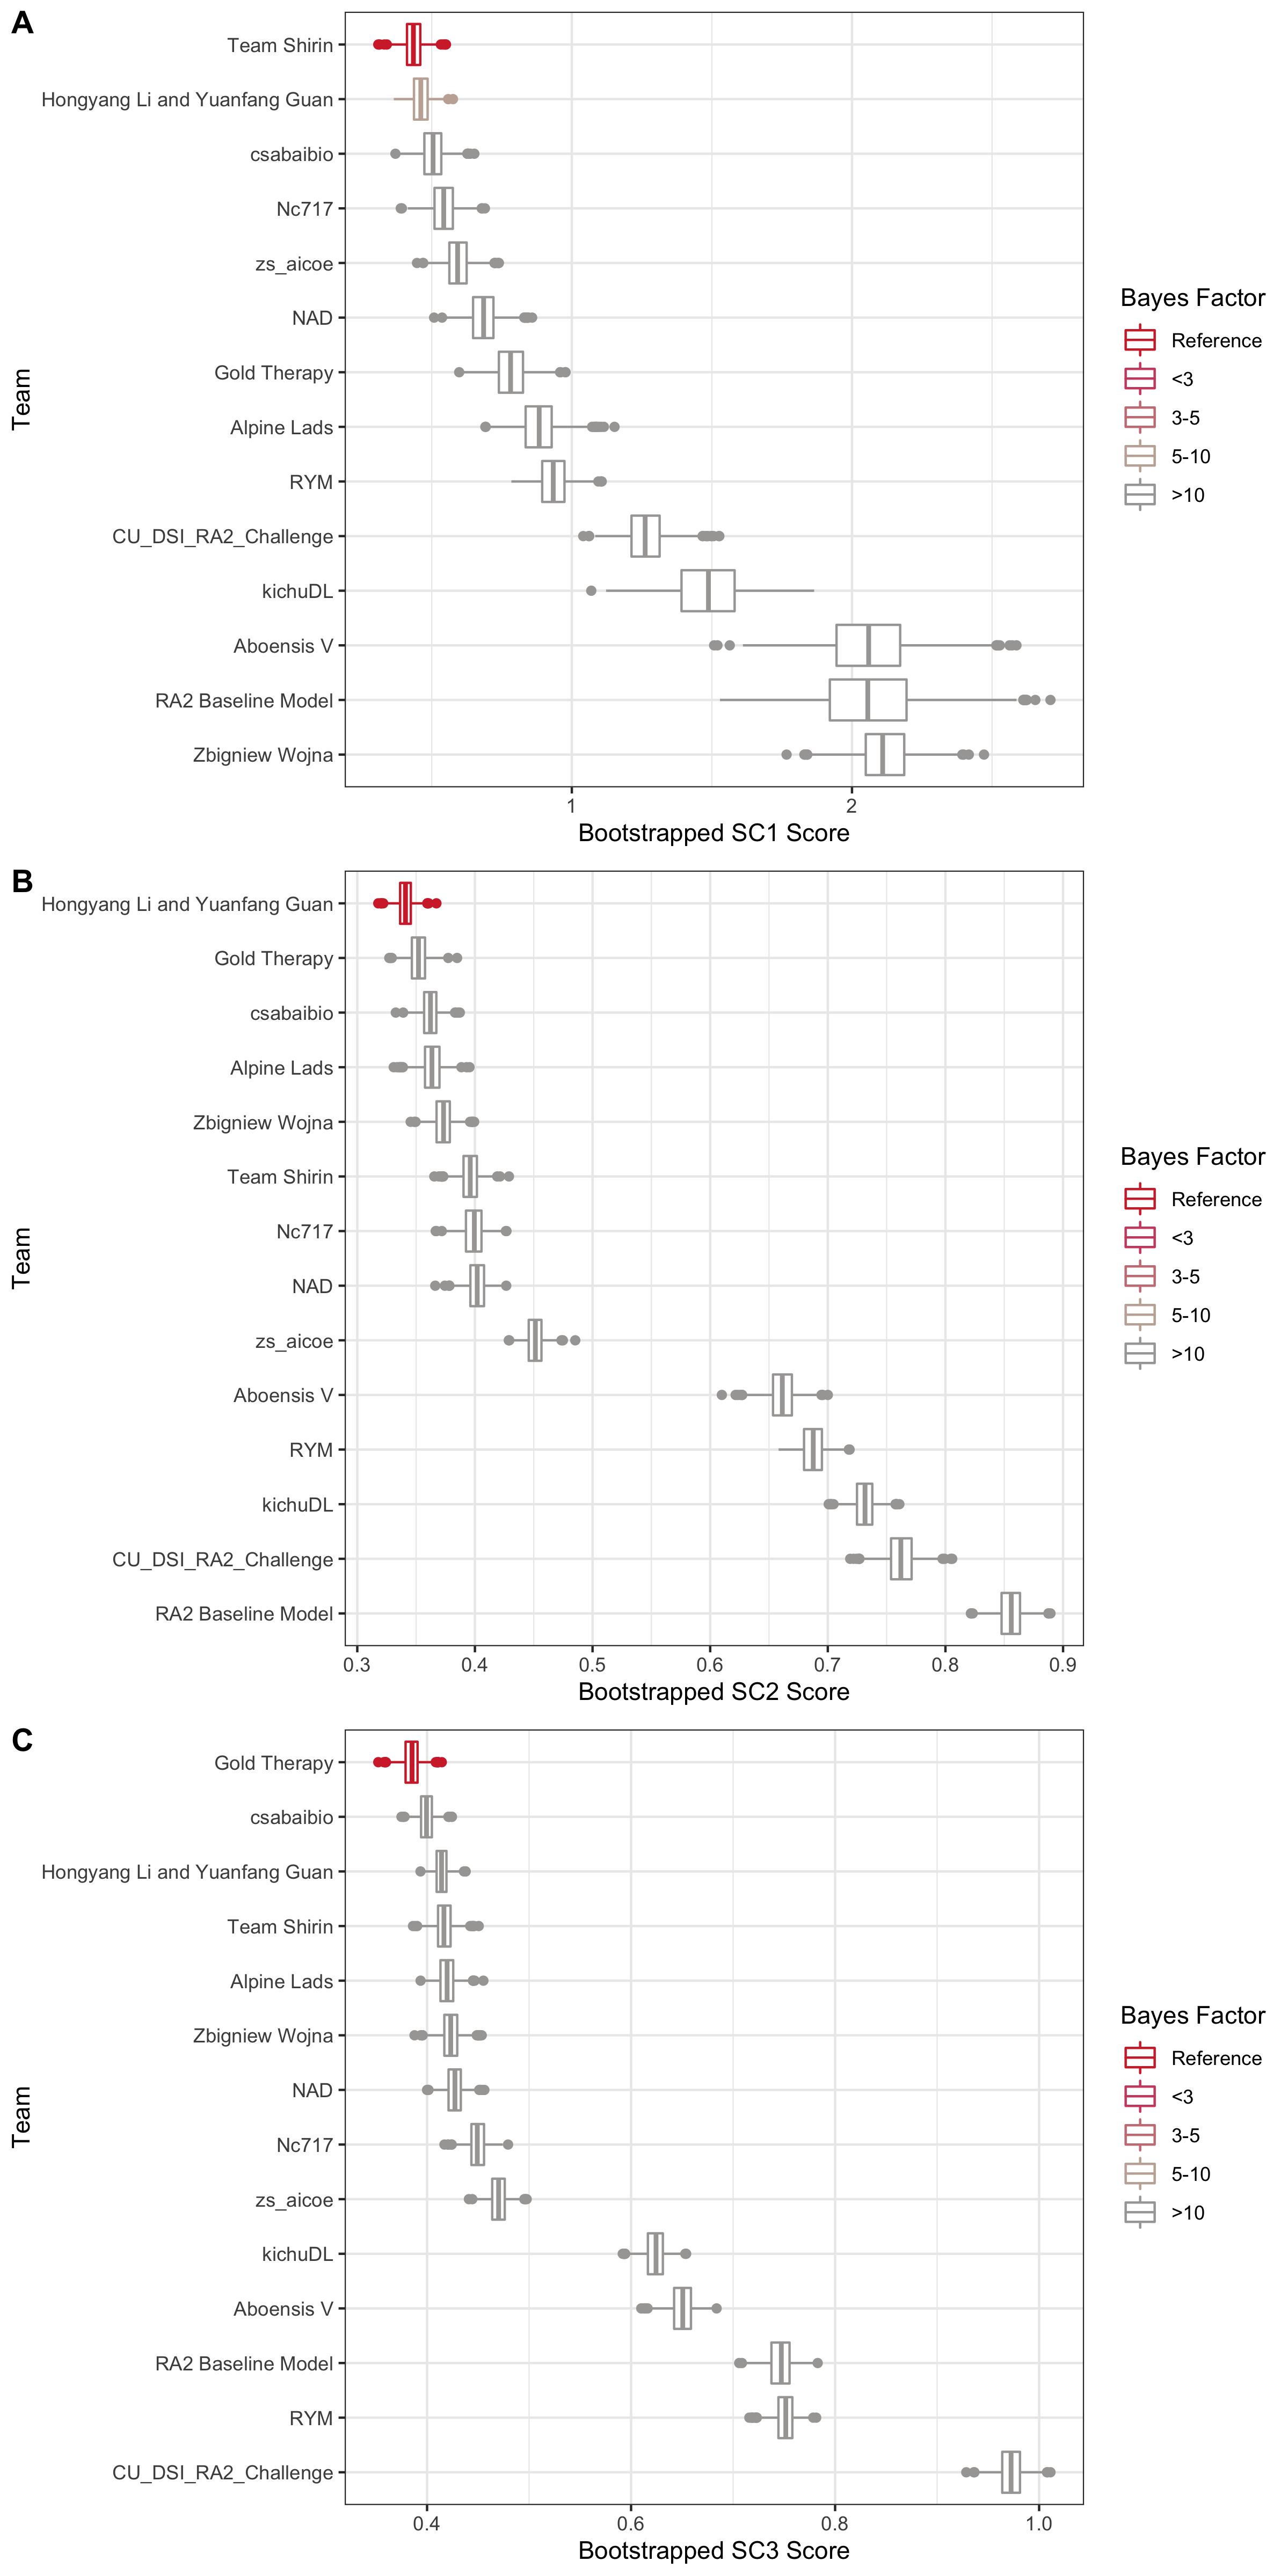 A
Team Shirin
Hongyang Li and Yuanfang Guan
csabaibio
Nc717
zs_aicoe
NAD
Gold Therapy
Alpine Lads
RYM
CU_DSI_RA2_Challenge
kichuDL
Aboensis V
RA2 Baseline Model
Zbigniew Wojna
Team
1
2
Bootstrapped SC1 Score
Bayes Factor
Reference
<3
3-5
5-10
>10
B
Hongyang Li and Yuanfang Guan
Gold Therapy
csabaibio
Alpine Lads
Zbigniew Wojna
Team Shirin
Nc717
NAD
zs_aicoe
Aboensis V
RYM
kichuDL
CU_DSI_RA2_Challenge
RA2 Baseline Model
Team
0.3
0.4
0.5
0.6
0.7
0.8
0.9
Bootstrapped SC2 Score
Bayes Factor
Reference
<3
3-5
5-10
>10
C
Gold Therapy
csabaibio
Hongyang Li and Yuanfang Guan
Team Shirin
Alpine Lads
Zbigniew Wojna
NAD
Nc717
zs_aicoe
kichuDL
Aboensis V
RA2 Baseline Model
RYM
CU_DSI_RA2_Challenge
Team
0.4
0.6
0.8
1.0
Bootstrapped SC3 Score
Bayes Factor
Reference
<3
3-5
5-10
>10